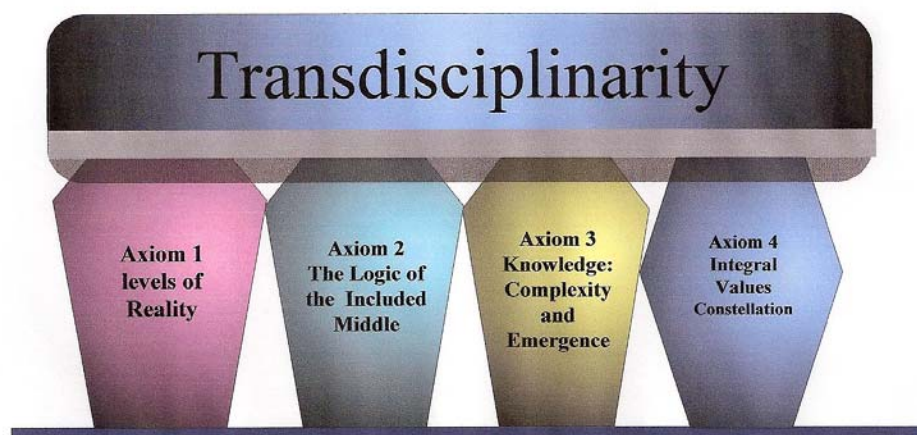 Transdisciplinarity
Axiom 1
levels of
Reality
Axiom 2
The Logic of
the Included
Middle
Axiom 3
Knowledge:
Complexity
and
Emergence
Axiom 4
Integral
Values
Constellation